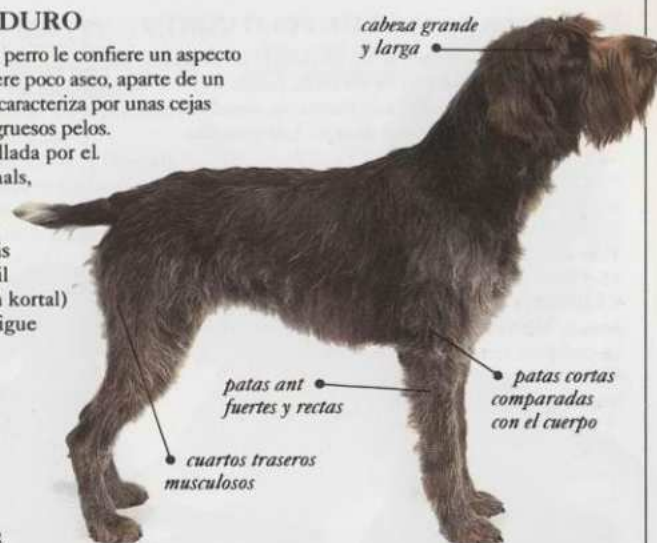 DURO
perro le confiere un aspecto
ere poco aseo, aparte de un
caracteriza por unas cejas
gruesos pelos.
llada por el
nals,
s
il
kortal)
igue
cabeza grande
y larga
patas ant
fuertes y rectas
patas cortas
comparadas
con el cuerpo
cuartos traseros
musculosos